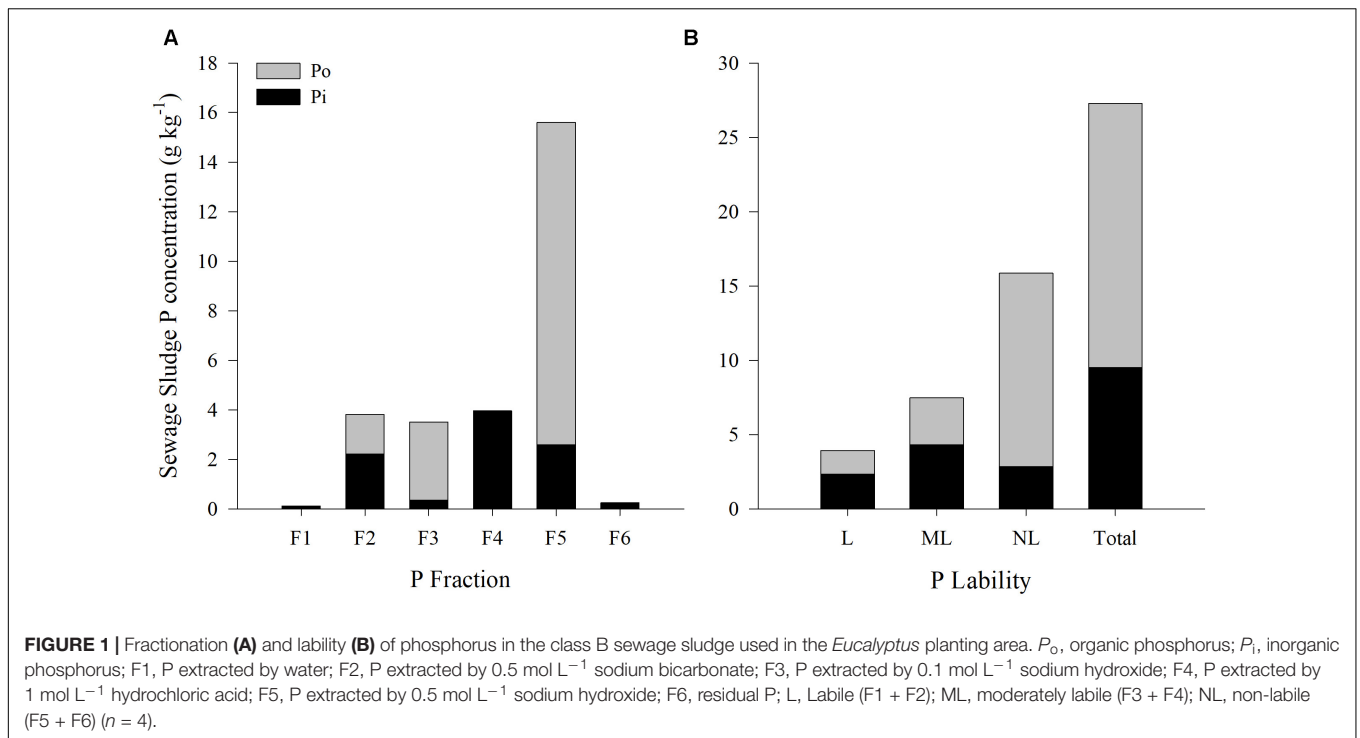 A
B
Sewage Sludge P concentration (g kg⁻¹)
18
16
14
12
10
8
6
4
2
0
Po
Pi
F1 F2 F3 F4 F5 F6
P Fraction
30
25
20
15
10
5
0
L ML NL Total
P Lability
FIGURE 1 | Fractionation (A) and lability (B) of phosphorus in the class B sewage sludge used in the Eucalyptus planting area. Pₒ, organic phosphorus; Pᵢ, inorganic
phosphorus; F1, P extracted by water; F2, P extracted by 0.5 mol L⁻¹ sodium bicarbonate; F3, P extracted by 0.1 mol L⁻¹ sodium hydroxide; F4, P extracted by
1 mol L⁻¹ hydrochloric acid; F5, P extracted by 0.5 mol L⁻¹ sodium hydroxide; F6, residual P; L, Labile (F1 + F2); ML, moderately labile (F3 + F4); NL, non-labile
(F5 + F6) (n = 4).